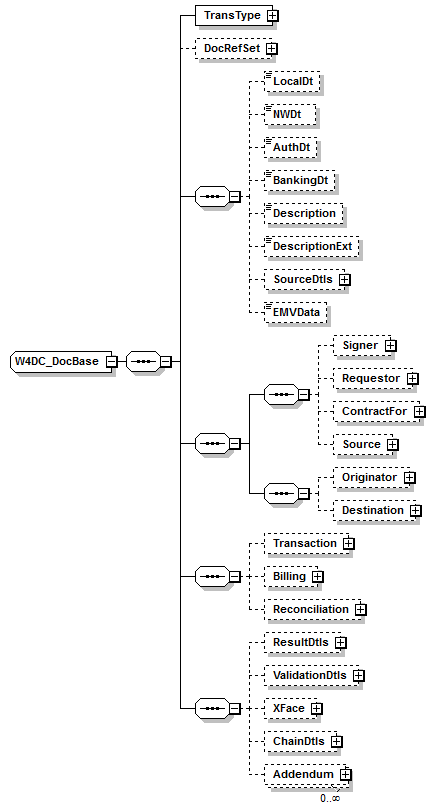 TransType
DocRefSet
LocalDt
NWDt
AuthDt
BankingDt
Description
DescriptionExt
SourceDtls
EMVData
W4DC_DocBase
Signer
Requestor
ContractFor
Source
Originator
Destination
Transaction
Billing
Reconciliation
ResultDtls
ValidationDtls
XFace
ChainDtls
Addendum
0..∞